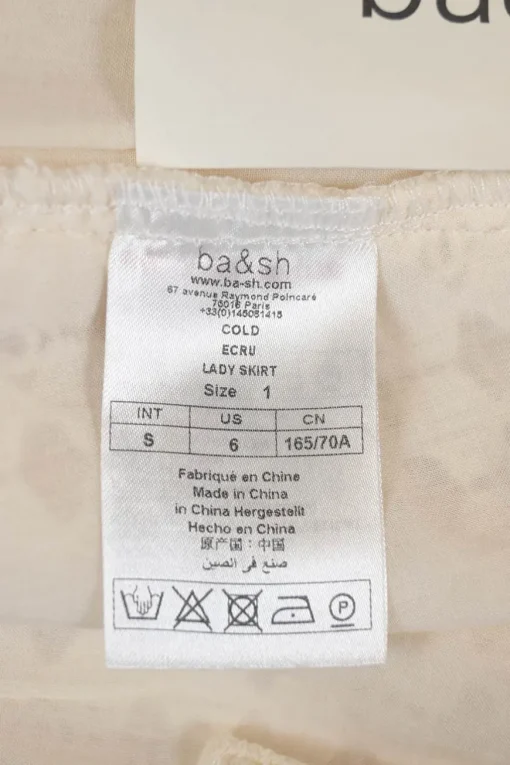 ba&sh
www.ba-sh.com
67 avenue Raymond Poincaré
75016 Paris
+33(0)145051415
COLD
ECRU
LADY SKIRT
Size 1
INT US CN
S 6 165/70A
Fabriqué en Chine
Made in China
in China Hergestellt
Hecho en China
原产国：中国
صنع في الصين
P